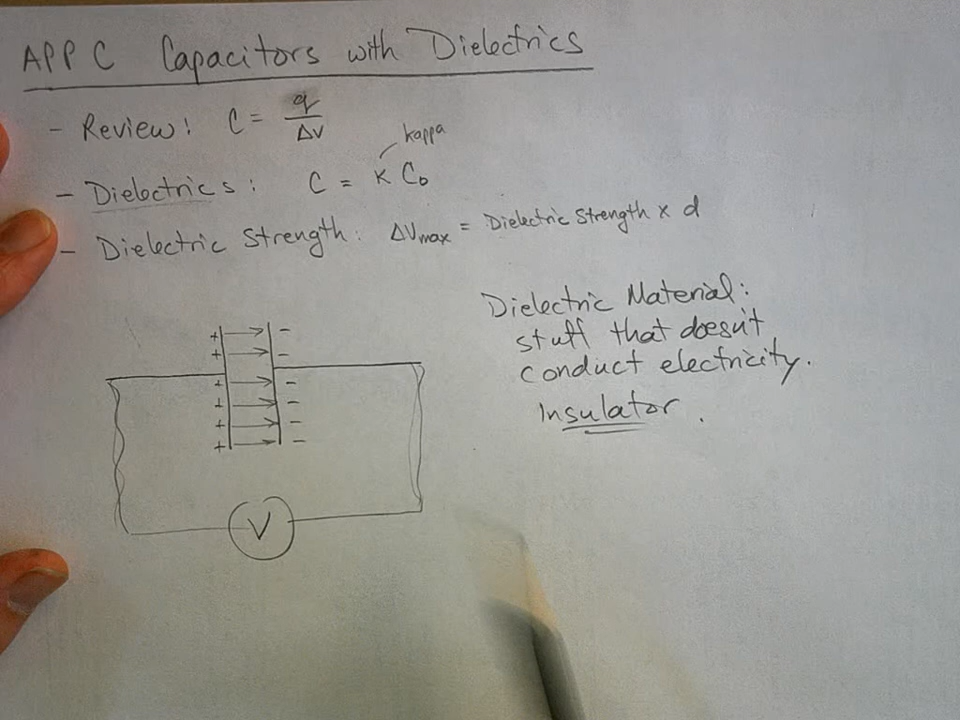 APP C Capacitors with Dielectrics
- Review: C = q / ΔV
kappa
- Dielectrics: C = κ C₀
- Dielectric Strength: ΔVmax = Dielectric Strength × d
Dielectric Material:
stuff that doesn't
conduct electricity.
Insulator.
+ -
+ -
+ -
+ -
+ -
+ -
V